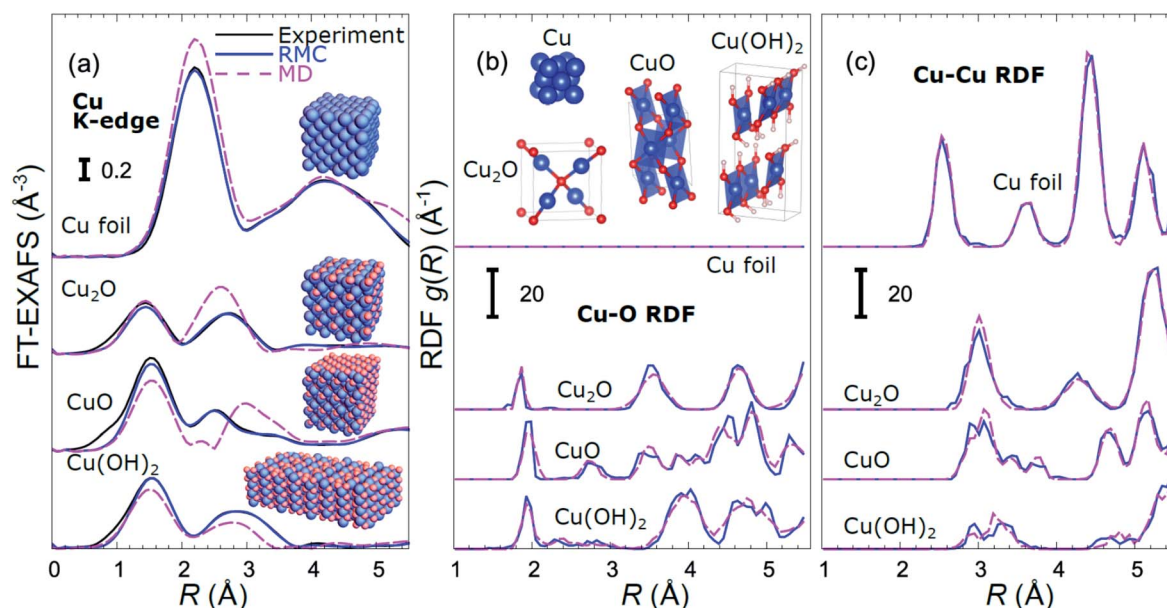 (a)
Experiment
RMC
MD
Cu
K-edge
0.2
Cu foil
Cu2O
CuO
Cu(OH)2
FT-EXAFS (Å-3)
0 1 2 3 4 5
R (Å)
(b)
Cu
CuO
Cu(OH)2
Cu2O
Cu foil
20
Cu-O RDF
Cu2O
CuO
Cu(OH)2
RDF g(R) (Å-1)
1 2 3 4 5
R (Å)
(c) Cu-Cu RDF
Cu foil
20
Cu2O
CuO
Cu(OH)2
1 2 3 4 5
R (Å)